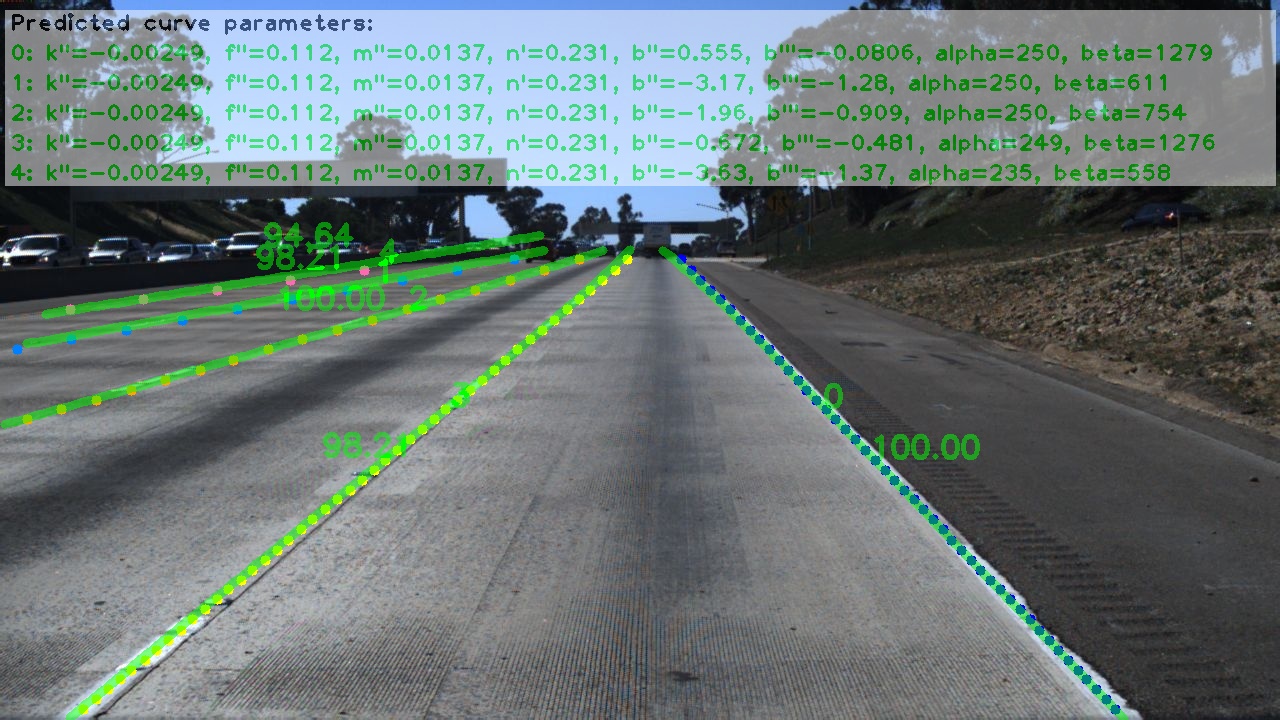 Predicted curve parameters:
0: k''=-0.00249, f''=0.112, m''=0.0137, n'=0.231, b''=0.555, b'''=-0.0806, alpha=250, beta=1279
1: k''=-0.00249, f''=0.112, m''=0.0137, n'=0.231, b''=-3.17, b'''=-1.28, alpha=250, beta=611
2: k''=-0.00249, f''=0.112, m''=0.0137, n'=0.231, b''=-1.96, b'''=-0.909, alpha=250, beta=754
3: k''=-0.00249, f''=0.112, m''=0.0137, n'=0.231, b''=-0.672, b'''=-0.481, alpha=249, beta=1276
4: k''=-0.00249, f''=0.112, m''=0.0137, n'=0.231, b''=-3.63, b'''=-1.37, alpha=235, beta=558
94.64 4
98.21 1
100.00 2
3 0
98.21 100.00